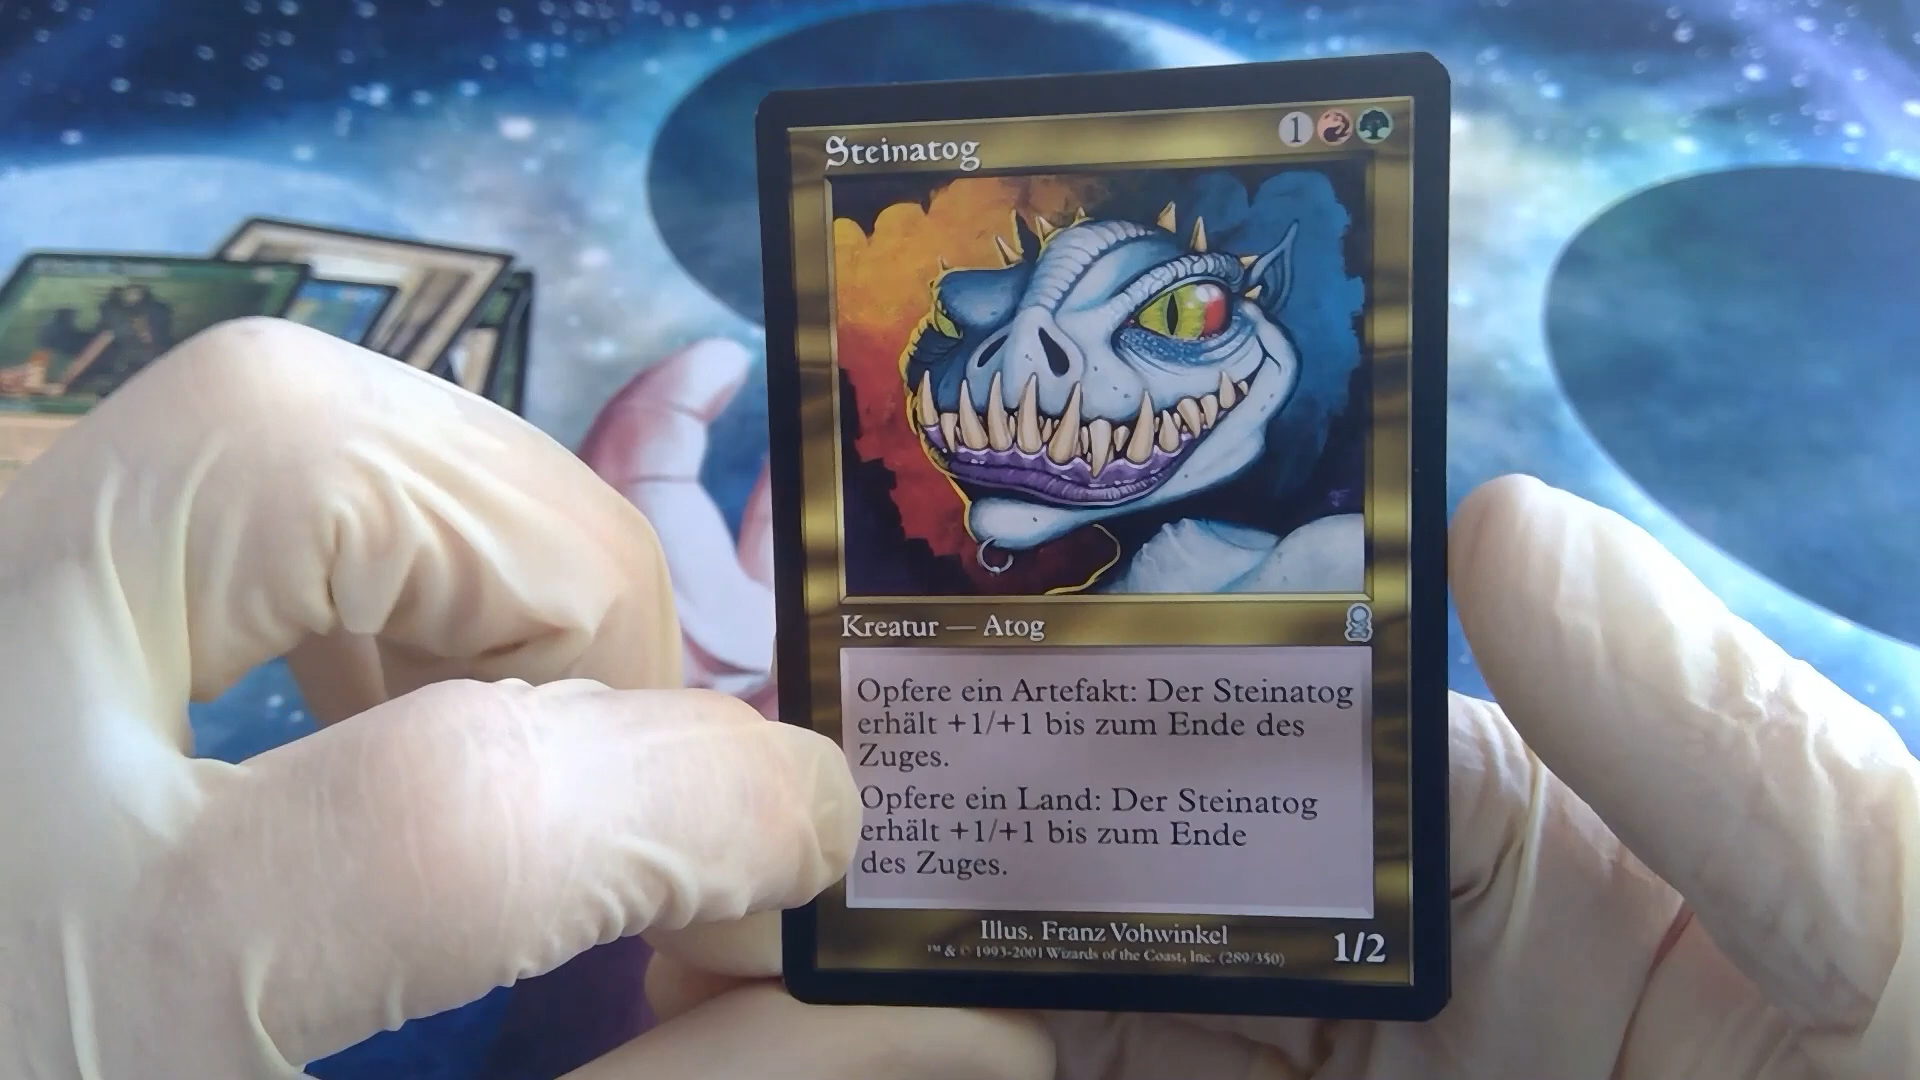 Steinatog
1
Kreatur — Atog
Opfere ein Artefakt: Der Steinatog
erhält +1/+1 bis zum Ende des
Zuges.
Opfere ein Land: Der Steinatog
erhält +1/+1 bis zum Ende
des Zuges.
Illus. Franz Vohwinkel
™ & © 1993-2001 Wizards of the Coast, Inc. (289/350)
1/2